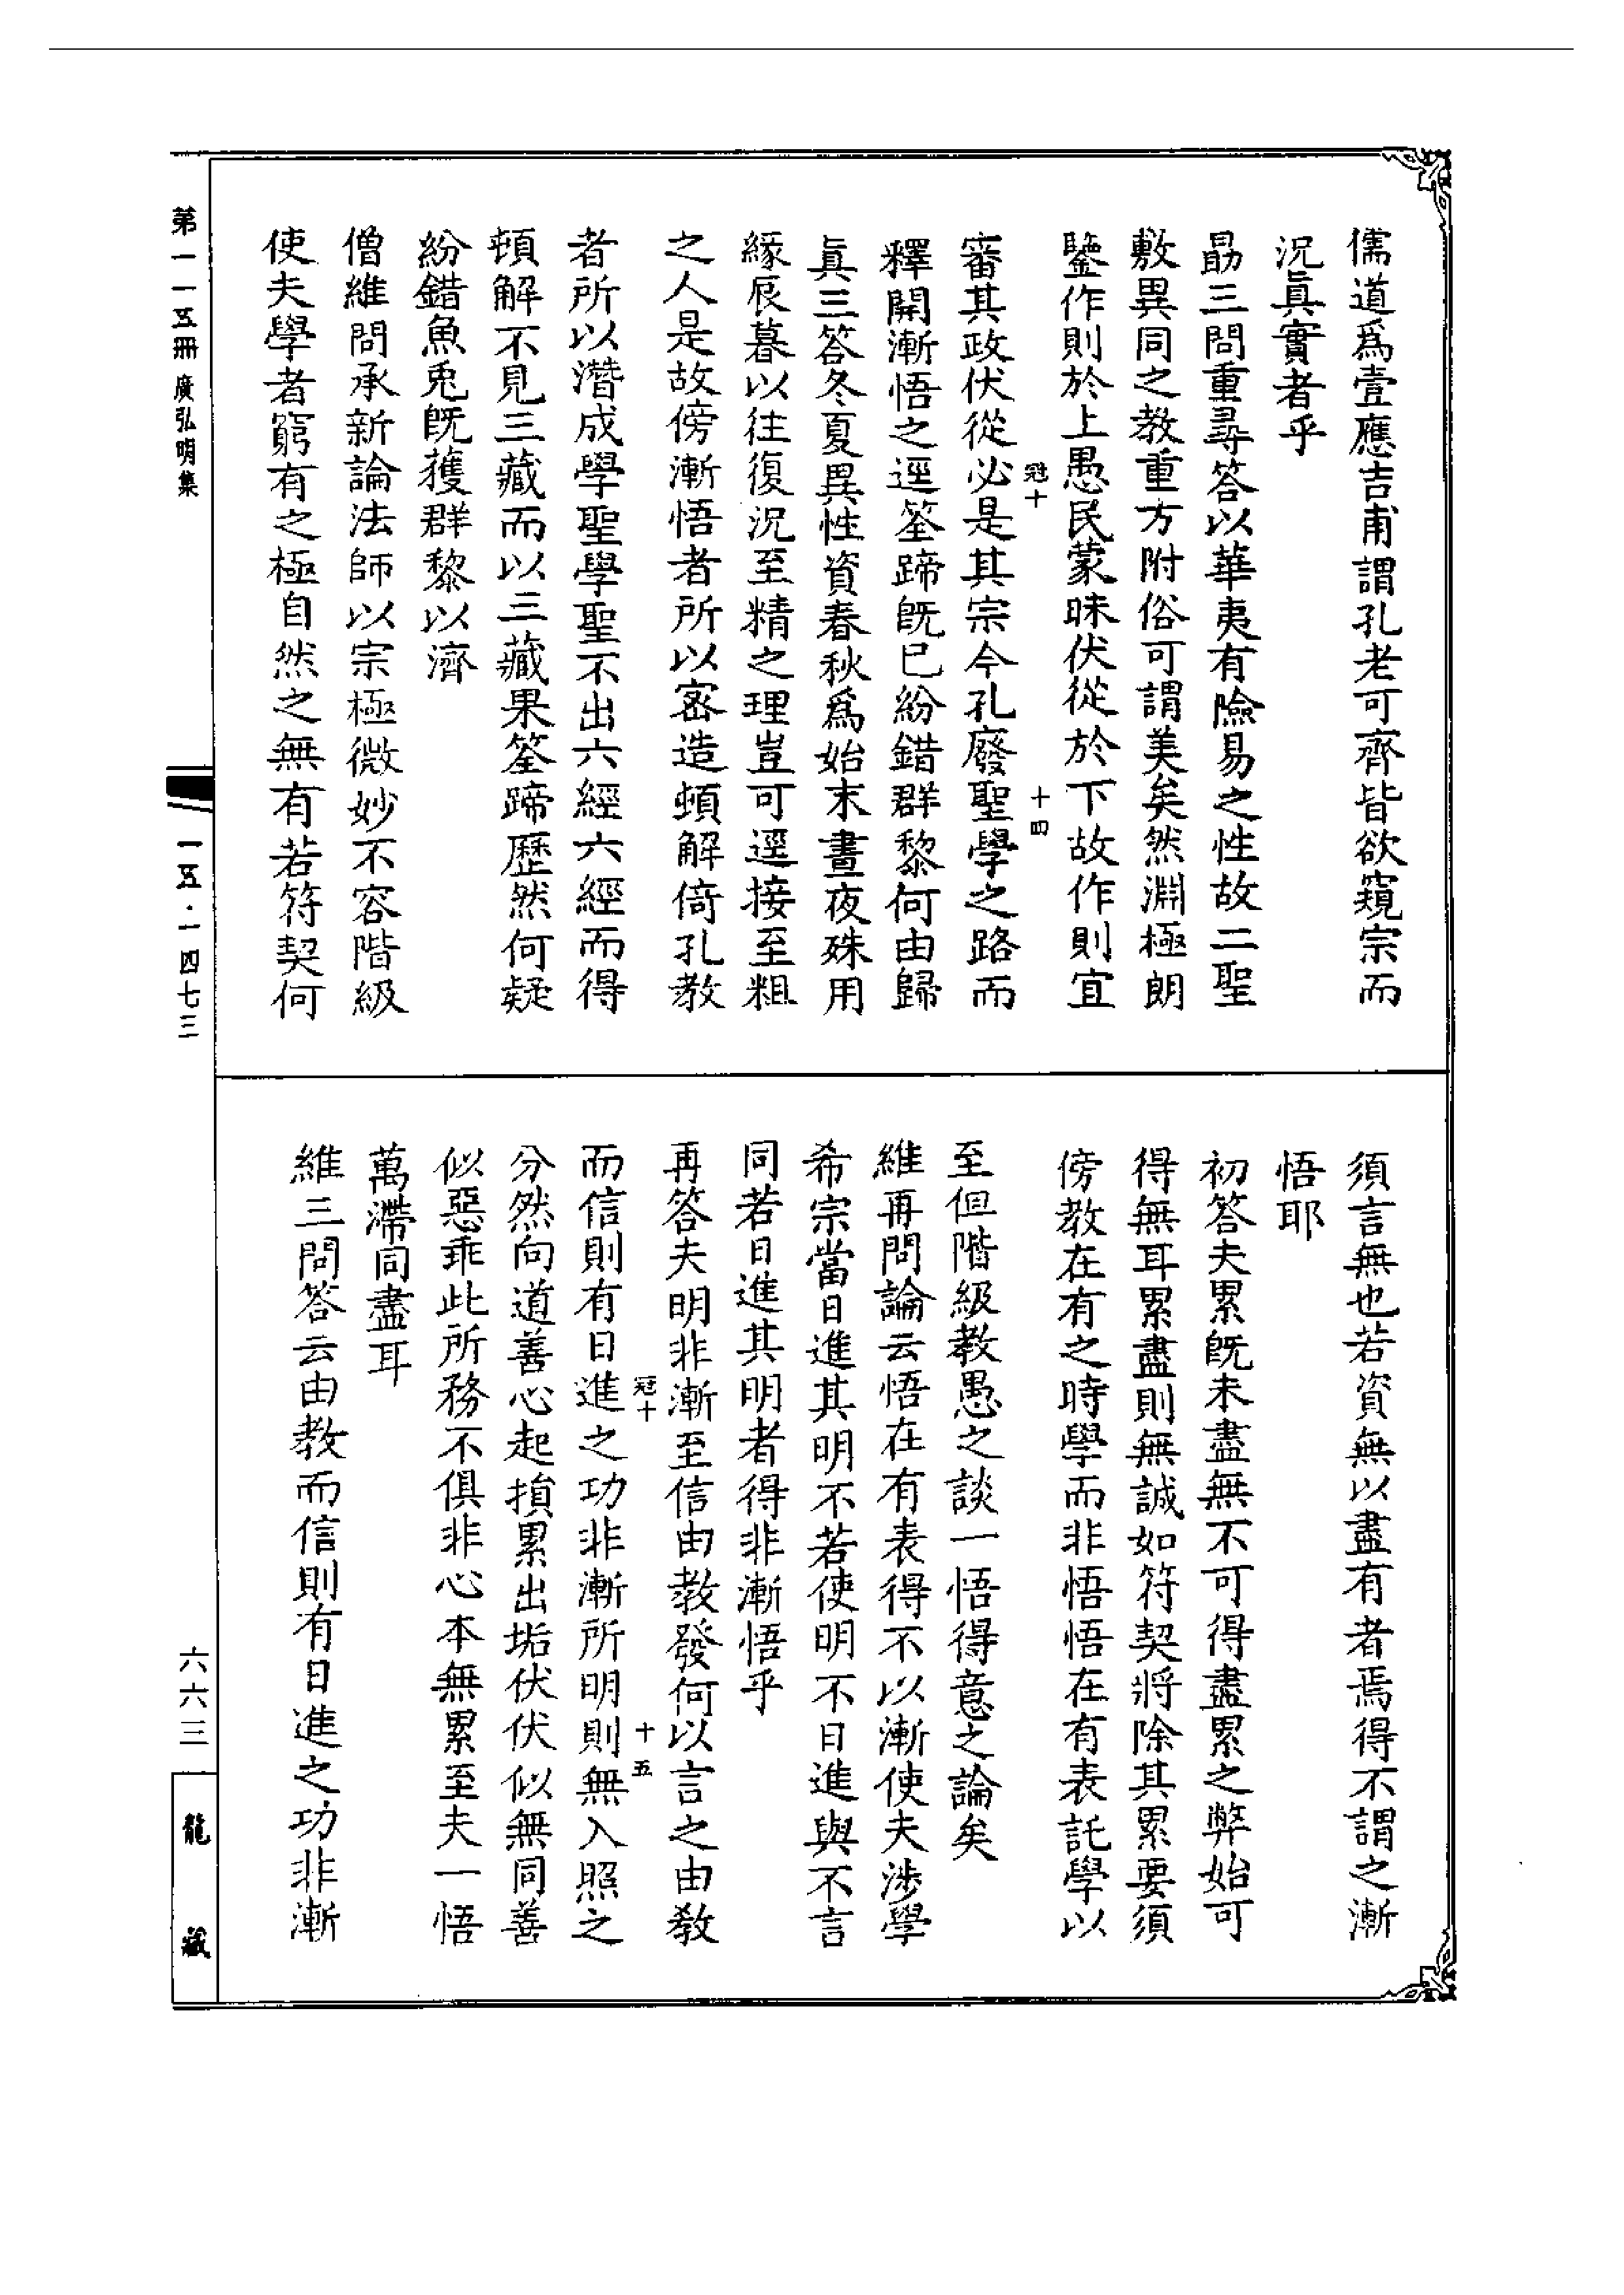 儒道爲壹應吉甫謂孔老可齊皆欲窺宗而
況眞實者乎
勗三問重尋答以華夷有險易之性故二聖
敷異同之教重方附俗可謂美矣然淵極朗
鑒作則於上愚民蒙昧伏從於下故作則宜
冠十
十四
審其政伏從必是其宗今孔廢聖學之路而
釋開漸悟之逕筌蹄旣已紛錯群黎何由歸
眞三答冬夏異性資春秋爲始末晝夜殊用
緣辰暮以往復況至精之理豈可逕接至粗
之人是故傍漸悟者所以密造頓解倚孔教
者所以潛成學聖學聖不出六經六經而得
頓解不見三藏而以三藏果筌蹄歷然何疑
紛錯魚兎旣獲群黎以濟
僧維問承新論法師以宗極微妙不容階級
使夫學者窮有之極自然之無有若符契何
須言無也若資無以盡有者焉得不謂之漸
悟耶
初答夫累旣未盡無不可得盡累之弊始可
得無耳累盡則無誠如符契將除其累要須
傍教在有之時學而非悟悟在有表託學以
至但階級教愚之談一悟得意之論矣
維再問論云悟在有表得不以漸使夫涉學
希宗當日進其明不若使明不日進與不言
同若日進其明者得非漸悟乎
再答夫明非漸至信由教發何以言之由教
冠十
十五
而信則有日進之功非漸所明則無入照之
分然向道善心起損累出垢伏伏似無同善
似惡乖此所務不俱非心本無累至夫一悟
萬滯同盡耳
維三問答云由教而信則有日進之功非漸
第一一五冊 廣弘明集
一五·一四七三
六六三
龍藏